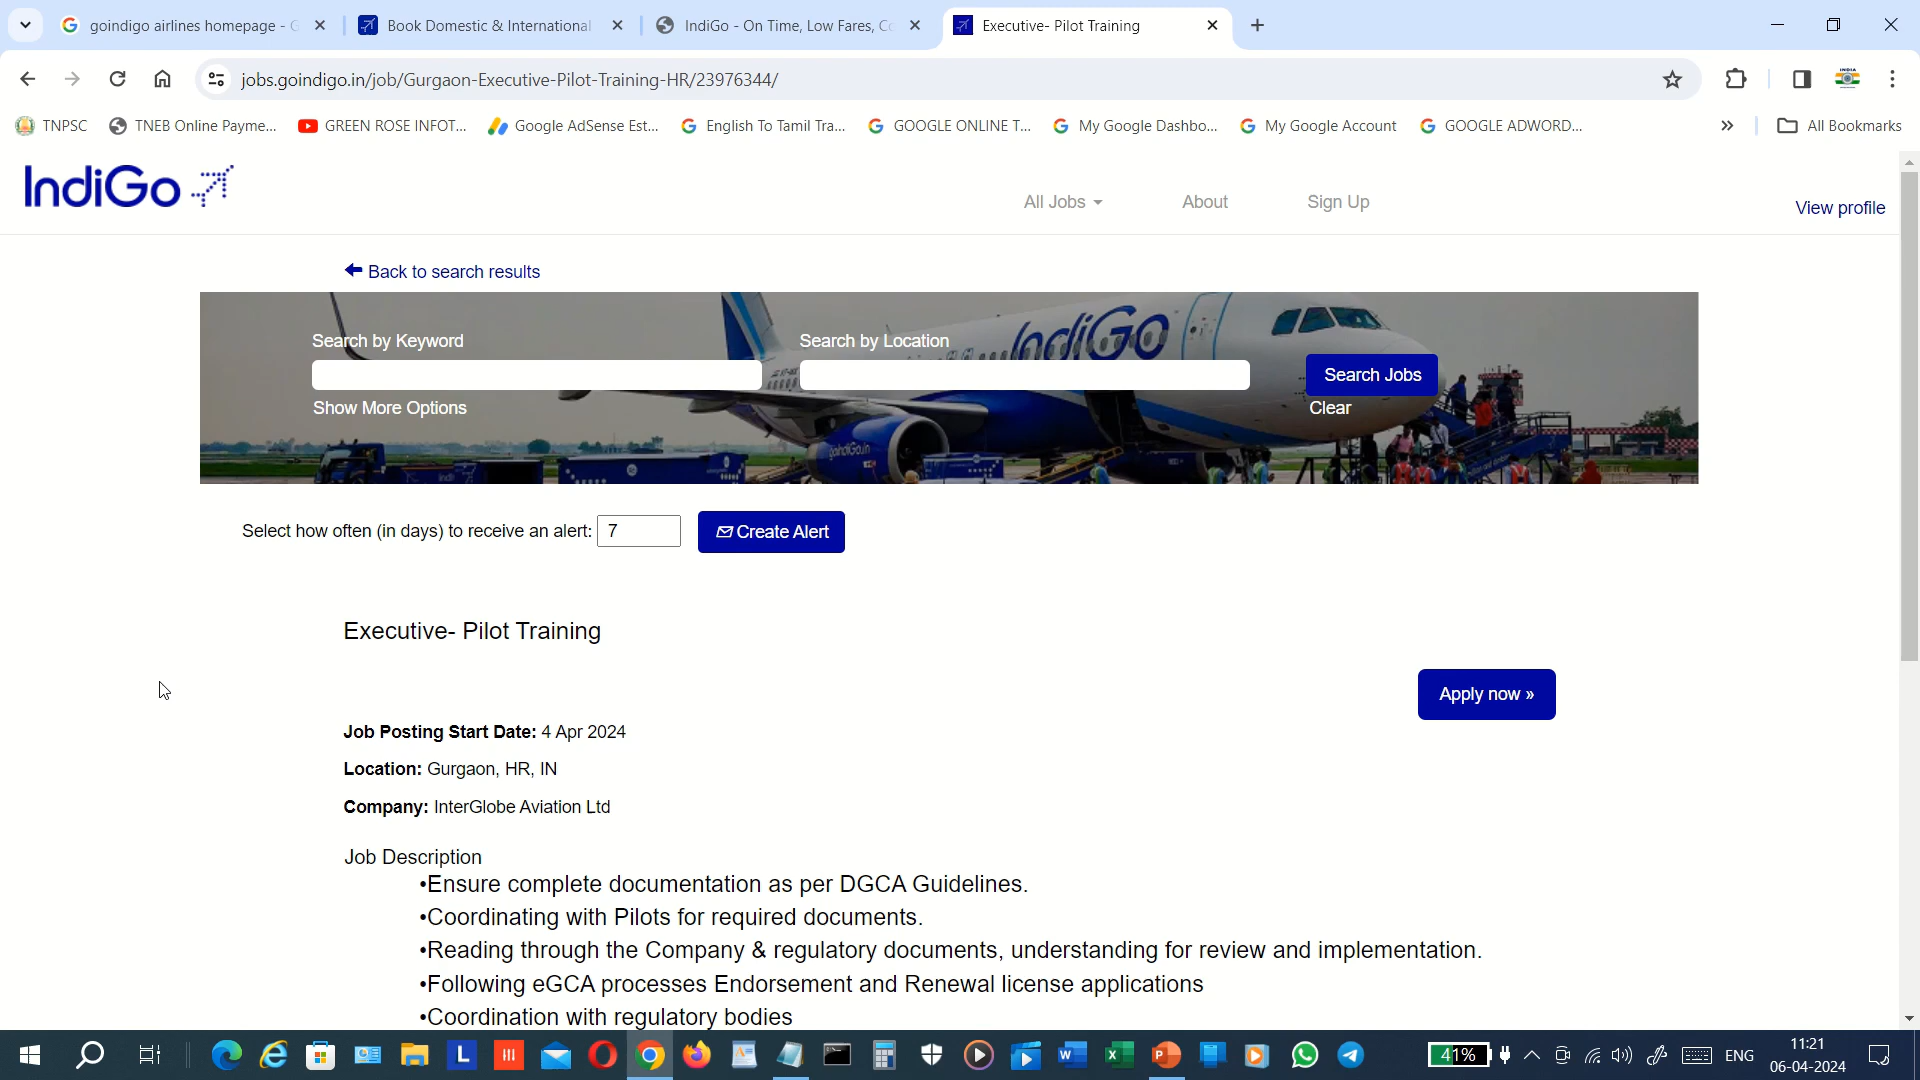 goindigo airlines homepage - G
Book Domestic & International
IndiGo - On Time, Low Fares, Co
Executive- Pilot Training
jobs.goindigo.in/job/Gurgaon-Executive-Pilot-Training-HR/23976344/
TNPSC
TNEB Online Payme...
GREEN ROSE INFOT...
Google AdSense Est...
English To Tamil Tra...
GOOGLE ONLINE T...
My Google Dashbo...
My Google Account
GOOGLE ADWORD...
All Bookmarks
IndiGo
All Jobs
About
Sign Up
View profile
Back to search results
Search by Keyword
Search by Location
IndiGo
Search Jobs
Show More Options
Clear
goindigo.in
Select how often (in days) to receive an alert: 7
Create Alert
Executive- Pilot Training
Apply now »
Job Posting Start Date: 4 Apr 2024
Location: Gurgaon, HR, IN
Company: InterGlobe Aviation Ltd
Job Description
•Ensure complete documentation as per DGCA Guidelines.
•Coordinating with Pilots for required documents.
•Reading through the Company & regulatory documents, understanding for review and implementation.
•Following eGCA processes Endorsement and Renewal license applications
•Coordination with regulatory bodies
41%
ENG
11:21
06-04-2024